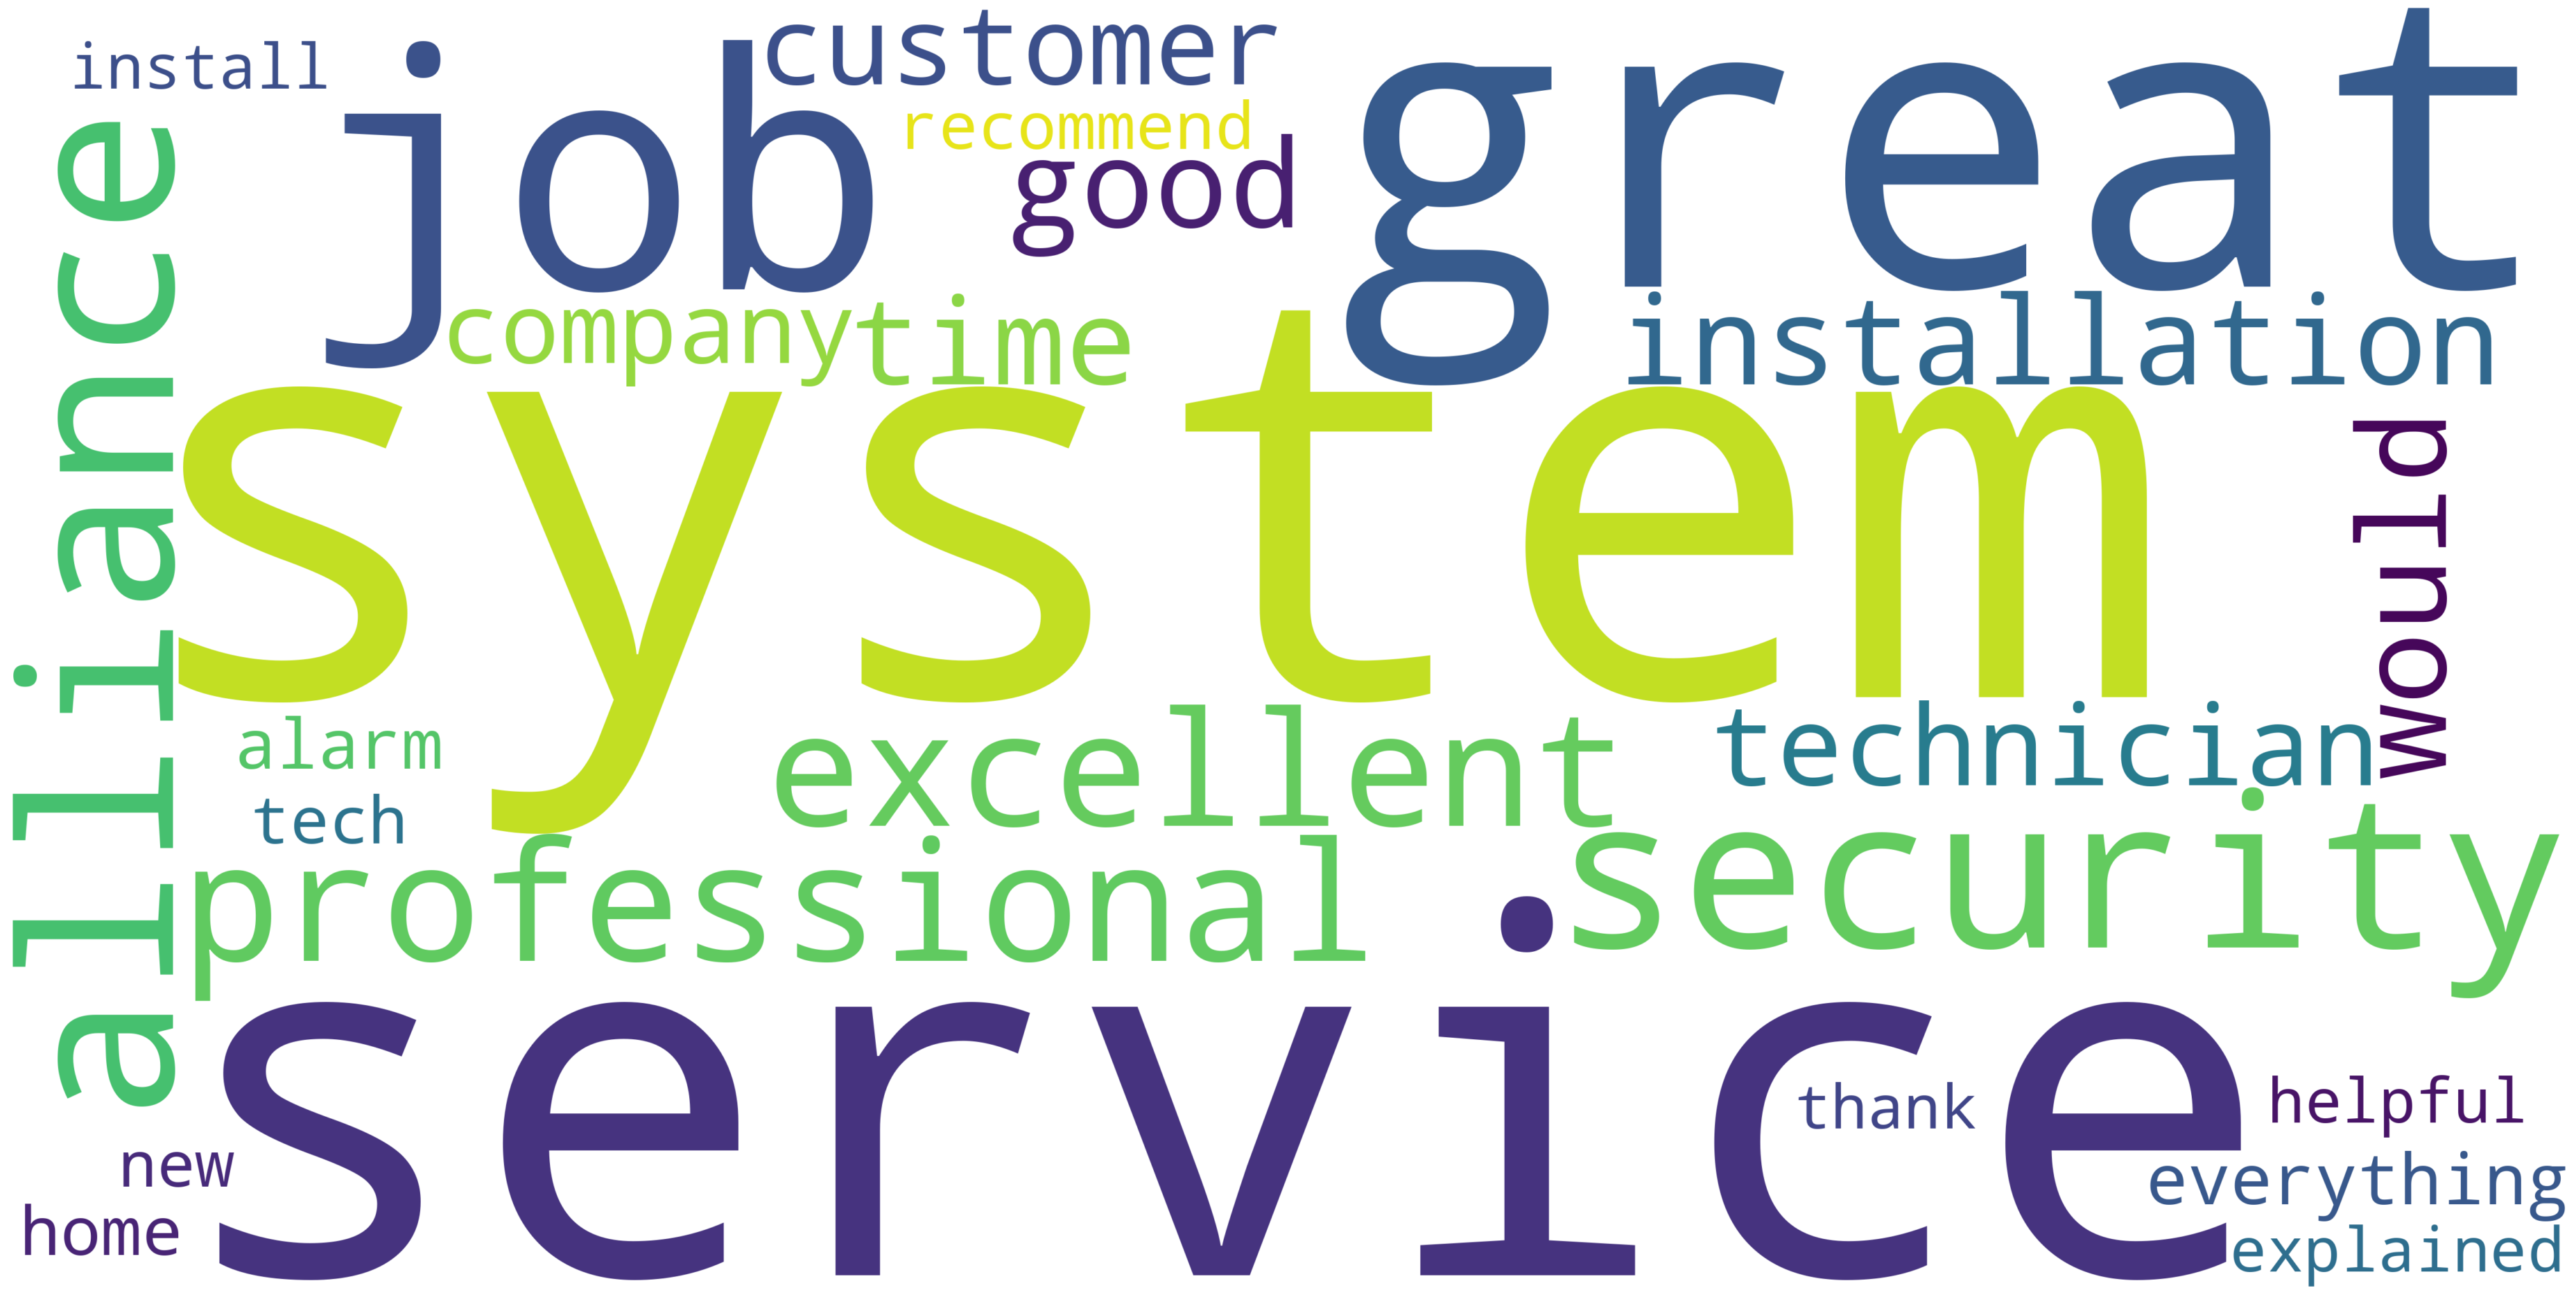 install
customer
job
great
recommend
good
alliance
company
time
installation
system
would
alarm
excellent
technician
tech
professional
security
service
thank
helpful
new
everything
home
explained